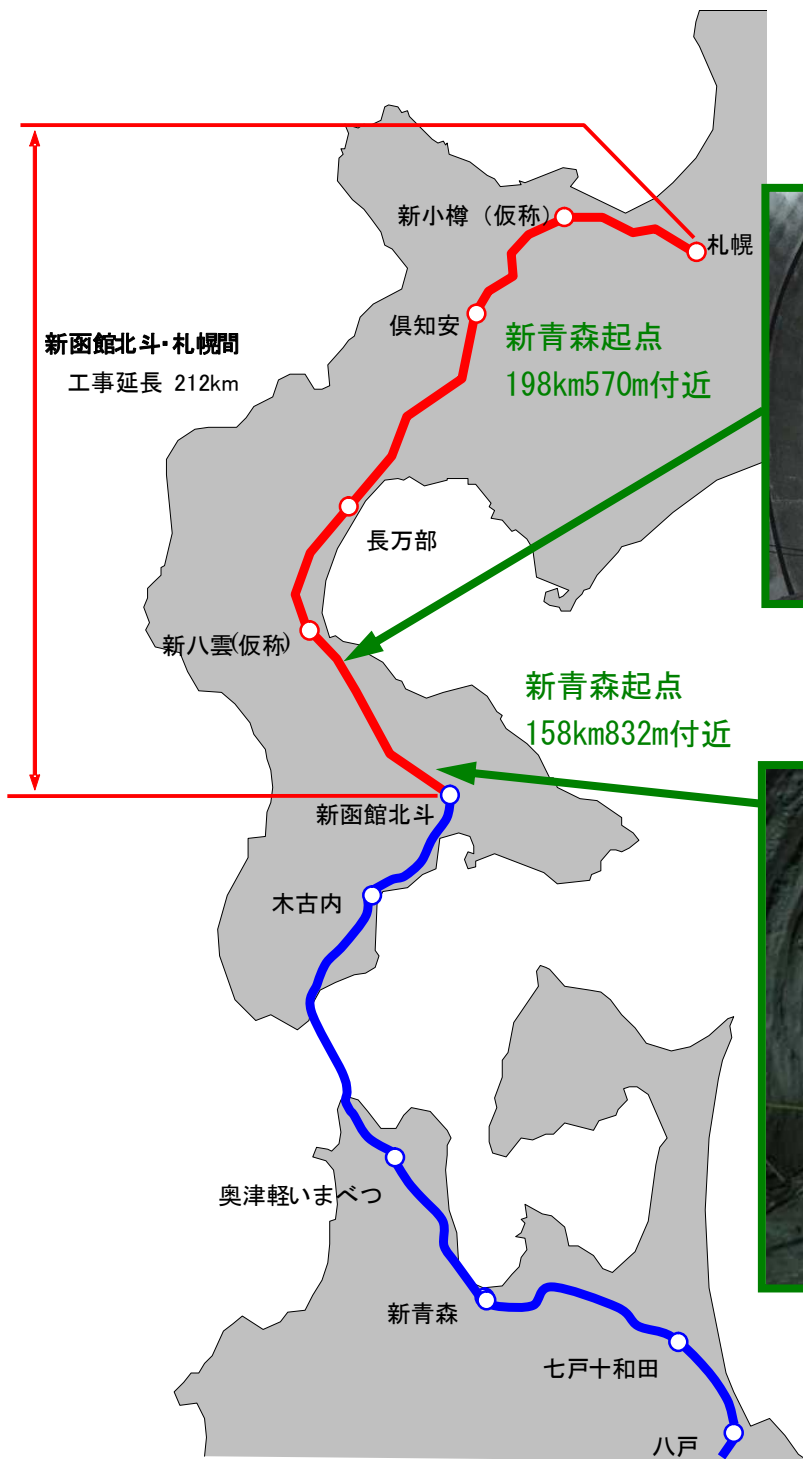 新小樽（仮称）
札幌
倶知安
新函館北斗・札幌間
工事延長 212km
新青森起点
198km570m付近
長万部
新八雲(仮称)
新青森起点
158km832m付近
新函館北斗
木古内
奥津軽いまべつ
新青森
七戸十和田
八戸